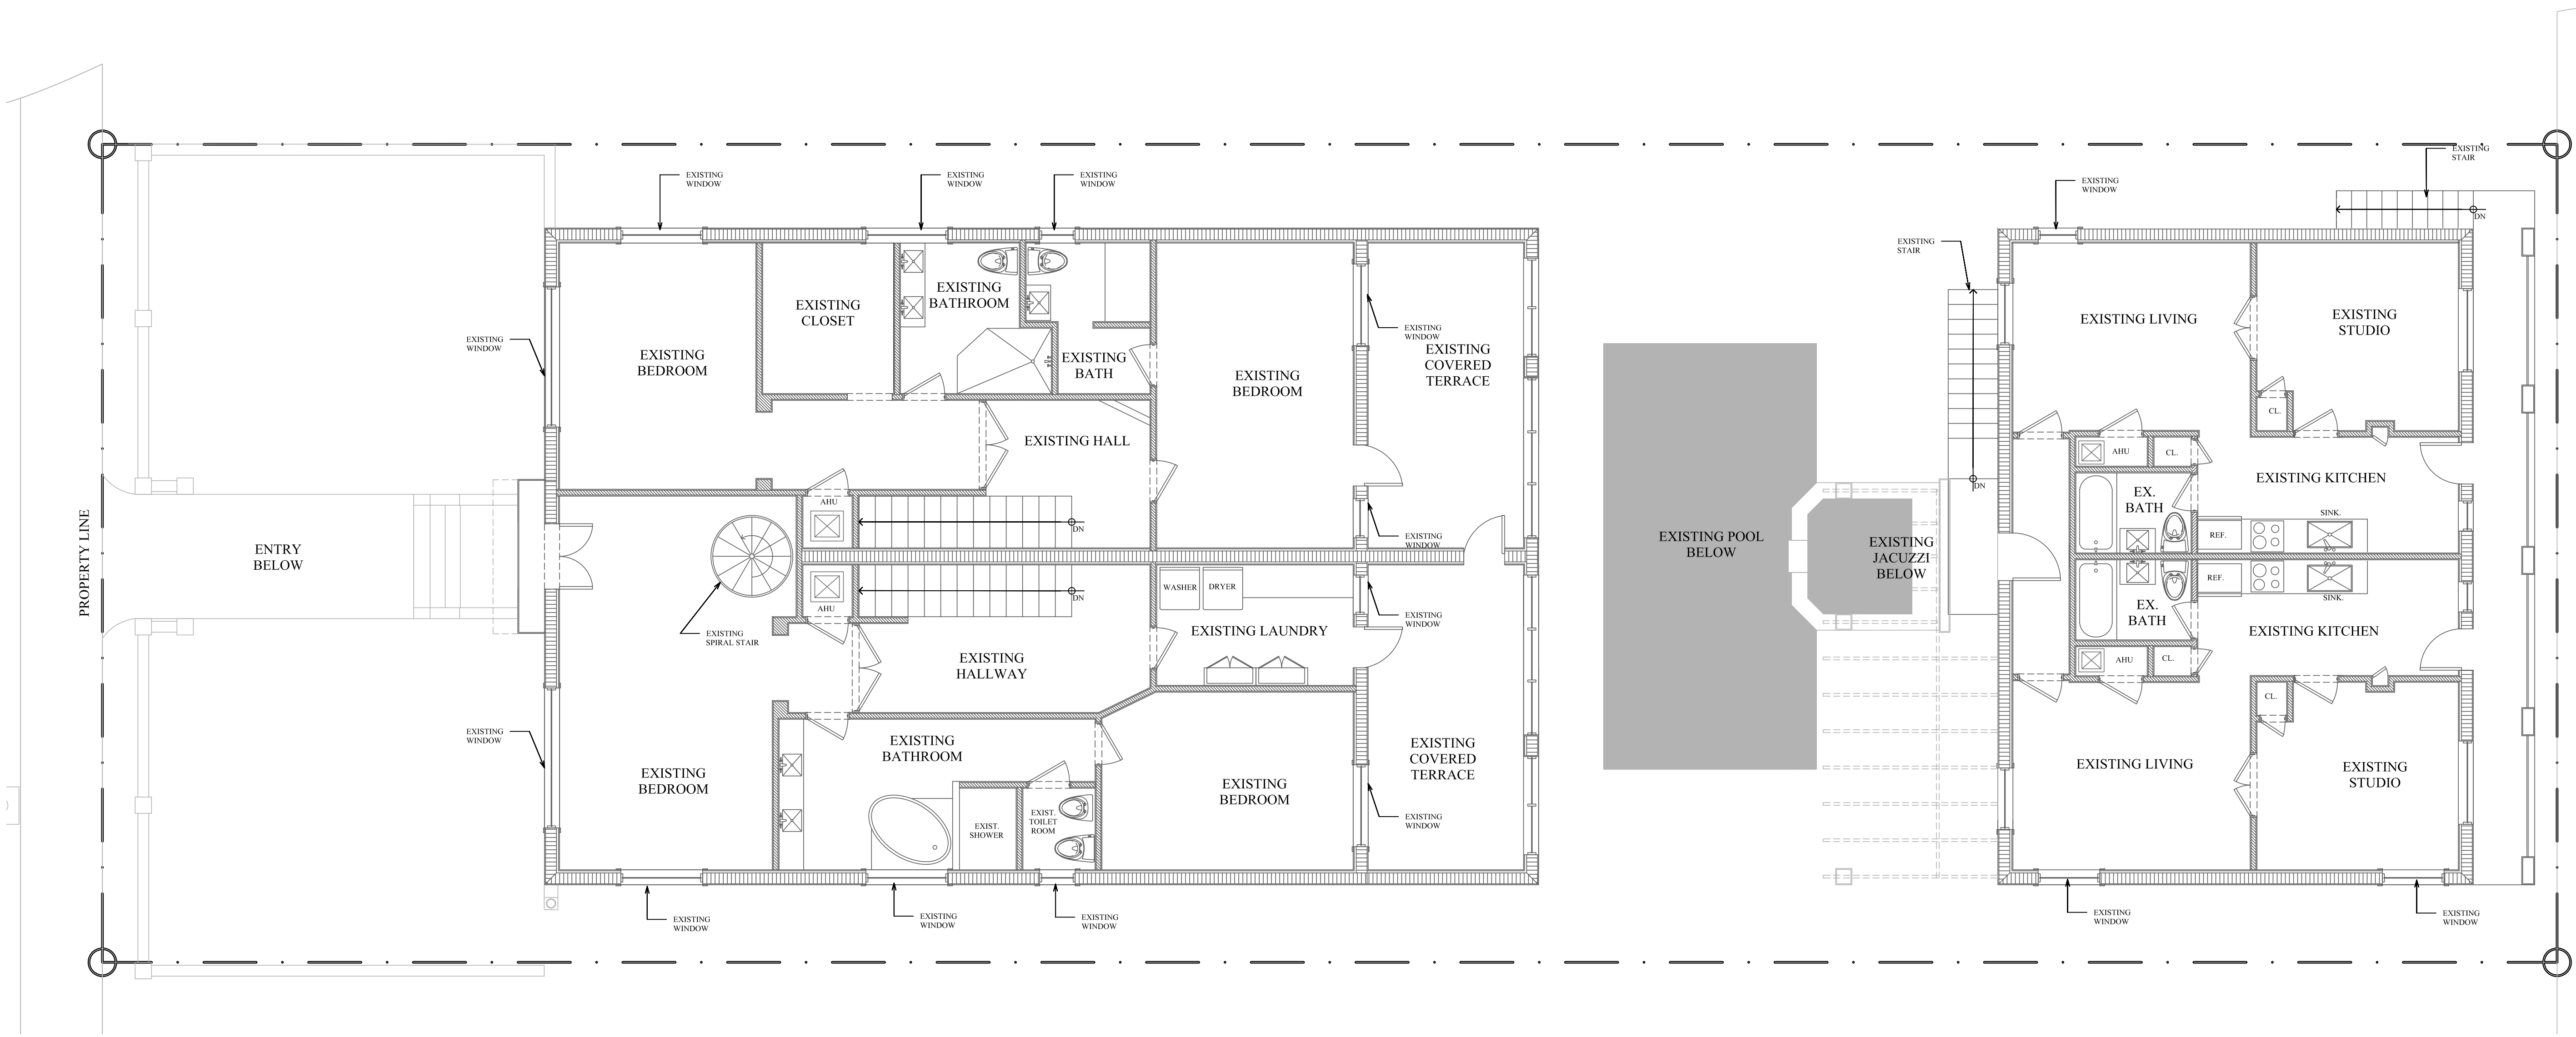 EXISTING
STAIR
EXISTING
WINDOW
EXISTING
WINDOW
EXISTING
WINDOW
EXISTING
WINDOW
DN
EXISTING
STAIR
EXISTING
BATHROOM
EXISTING
CLOSET
EXISTING
WINDOW
EXISTING
WINDOW
EXISTING
BEDROOM
EXISTING
BATH
EXISTING
BEDROOM
EXISTING
COVERED
TERRACE
EXISTING LIVING
EXISTING
STUDIO
CL.
EXISTING HALL
AHU
CL.
EXISTING KITCHEN
EX.
BATH
DN
AHU
DN
EXISTING
WINDOW
SINK.
REF.
PROPERTY LINE
ENTRY
BELOW
EXISTING POOL
BELOW
EXISTING
JACUZZI
BELOW
WASHER
DRYER
DN
AHU
REF.
SINK.
EX.
BATH
EXISTING
WINDOW
EXISTING
SPIRAL STAIR
EXISTING LAUNDRY
EXISTING KITCHEN
EXISTING
HALLWAY
AHU
CL.
CL.
EXISTING
WINDOW
EXISTING
BATHROOM
EXISTING
COVERED
TERRACE
EXISTING LIVING
EXISTING
STUDIO
EXISTING
BEDROOM
EXISTING
BEDROOM
EXIST.
SHOWER
EXIST.
TOILET
ROOM
EXISTING
WINDOW
EXISTING
WINDOW
EXISTING
WINDOW
EXISTING
WINDOW
EXISTING
WINDOW
EXISTING
WINDOW